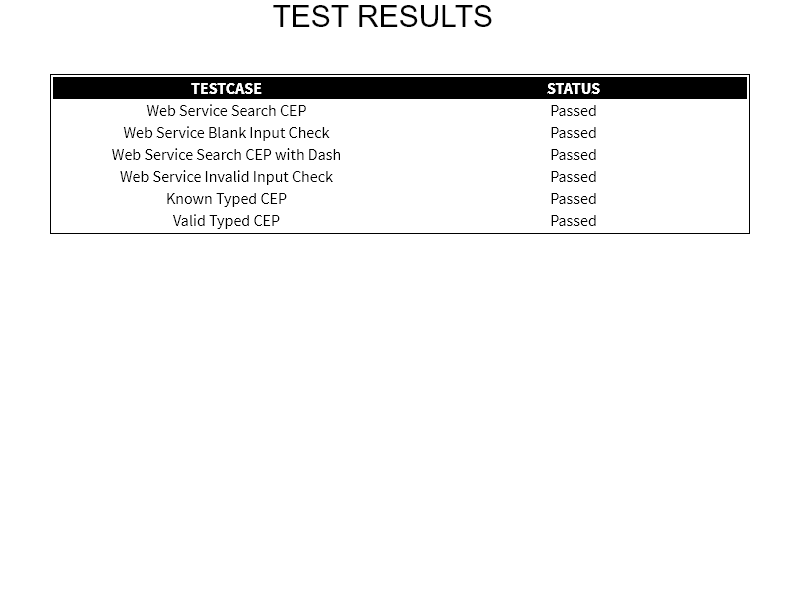 TEST RESULTS
TESTCASE STATUS
Web Service Search CEP Passed
Web Service Blank Input Check Passed
Web Service Search CEP with Dash Passed
Web Service Invalid Input Check Passed
Known Typed CEP Passed
Valid Typed CEP Passed